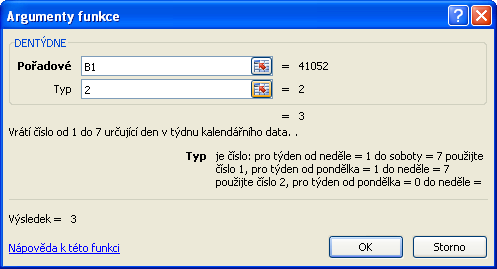 Argumenty funkce
DENTÝDNE
Pořadové B1 = 41052
Typ 2 = 2
= 3
Vrátí číslo od 1 do 7 určující den v týdnu kalendářního data. .
Typ je číslo: pro týden od neděle = 1 do soboty = 7 použijte
číslo 1, pro týden od pondělka = 1 do neděle = 7
použijte číslo 2, pro týden od pondělka = 0 do neděle =
Výsledek = 3
Nápověda k této funkci
OK Storno